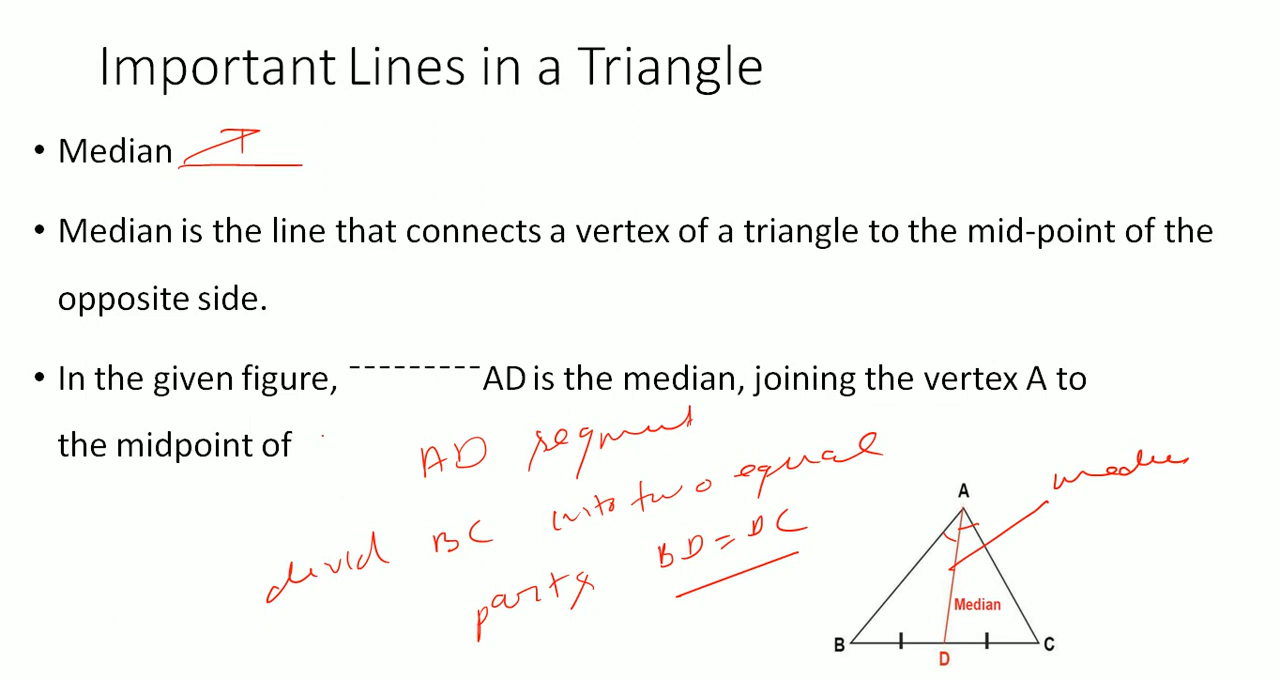 Important Lines in a Triangle
• Median
• Median is the line that connects a vertex of a triangle to the mid-point of the
opposite side.
• In the given figure, ---------AD is the median, joining the vertex A to
the midpoint of
AD segment
divid BC into two equal
parts BD = DC
A
Median
B
D
C